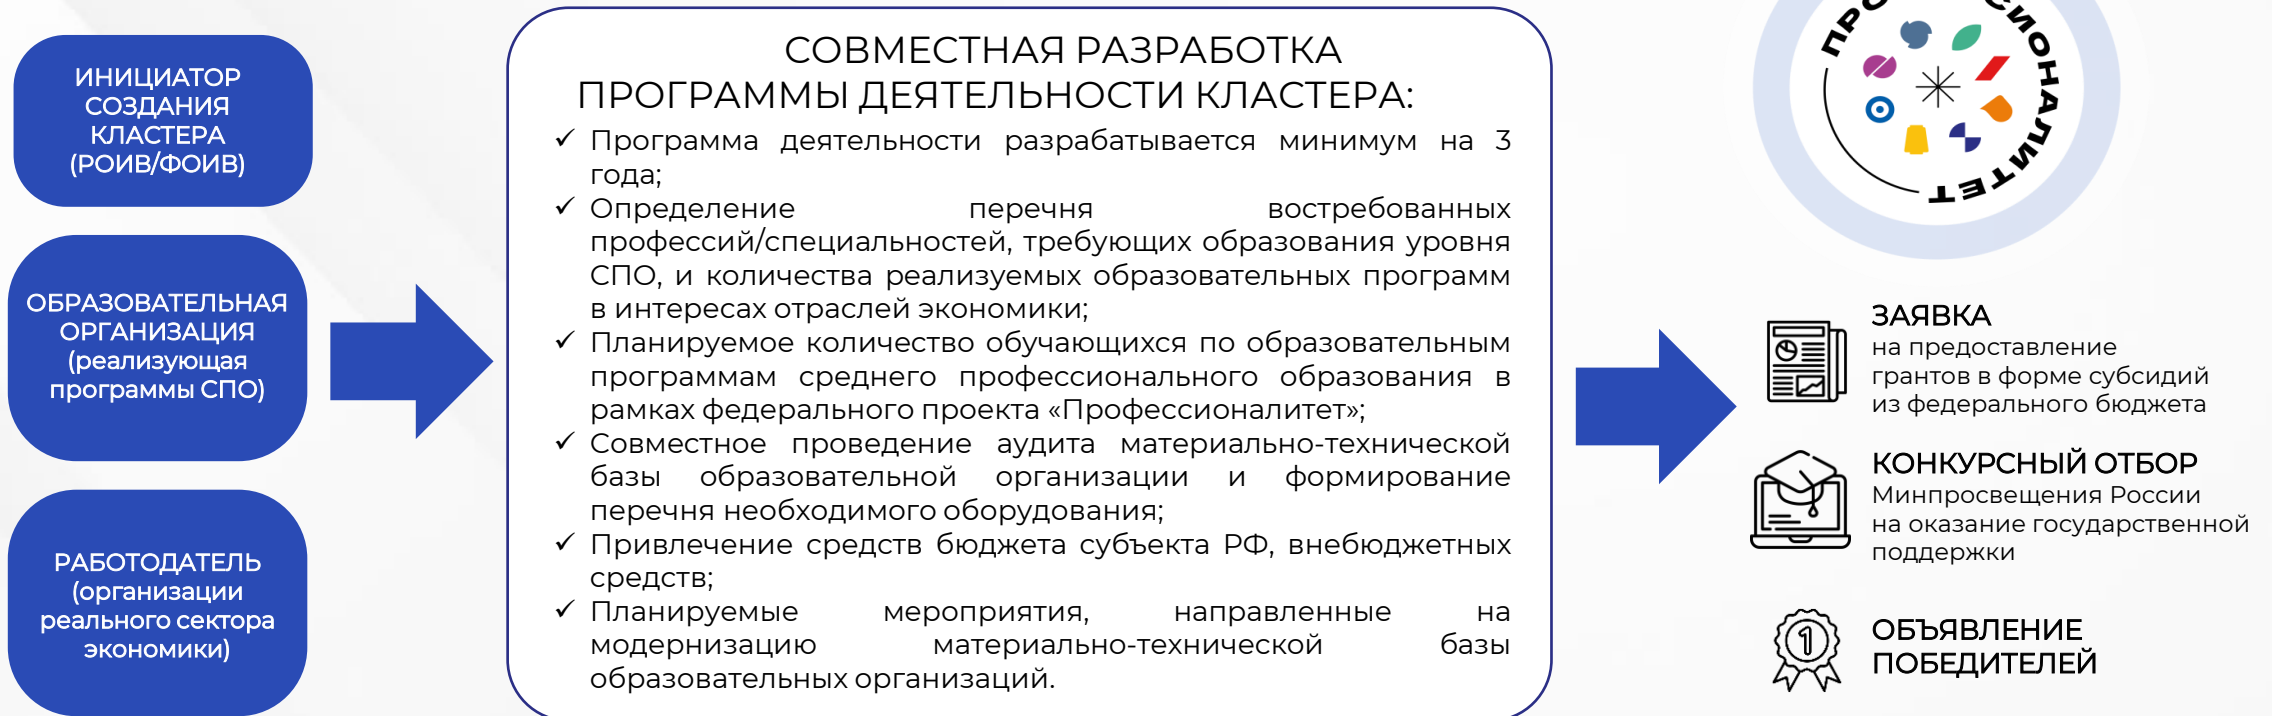 ИНИЦИАТОР
СОЗДАНИЯ
КЛАСТЕРА
(РОИВ/ФОИВ)
ОБРАЗОВАТЕЛЬНАЯ
ОРГАНИЗАЦИЯ
(реализующая
программы СПО)
РАБОТОДАТЕЛЬ
(организации
реального сектора
экономики)
СОВМЕСТНАЯ РАЗРАБОТКА
ПРОГРАММЫ ДЕЯТЕЛЬНОСТИ КЛАСТЕРА:
✓ Программа деятельности разрабатывается минимум на 3
года;
✓ Определение перечня востребованных
профессий/специальностей, требующих образования уровня
СПО, и количества реализуемых образовательных программ
в интересах отраслей экономики;
✓ Планируемое количество обучающихся по образовательным
программам среднего профессионального образования в
рамках федерального проекта «Профессионалитет»;
✓ Совместное проведение аудита материально-технической
базы образовательной организации и формирование
перечня необходимого оборудования;
✓ Привлечение средств бюджета субъекта РФ, внебюджетных
средств;
✓ Планируемые мероприятия, направленные на
модернизацию материально-технической базы
образовательных организаций.
ЗАЯВКА
на предоставление
грантов в форме субсидий
из федерального бюджета
КОНКУРСНЫЙ ОТБОР
Минпросвещения России
на оказание государственной
поддержки
1
ОБЪЯВЛЕНИЕ
ПОБЕДИТЕЛЕЙ